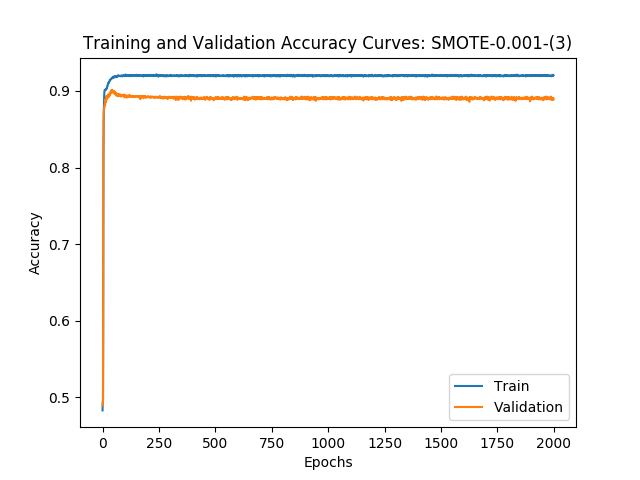 Training and Validation Accuracy Curves: SMOTE-0.001-(3)
Accuracy
0.9
0.8
0.7
0.6
0.5
Train
Validation
0 250 500 750 1000 1250 1500 1750 2000
Epochs